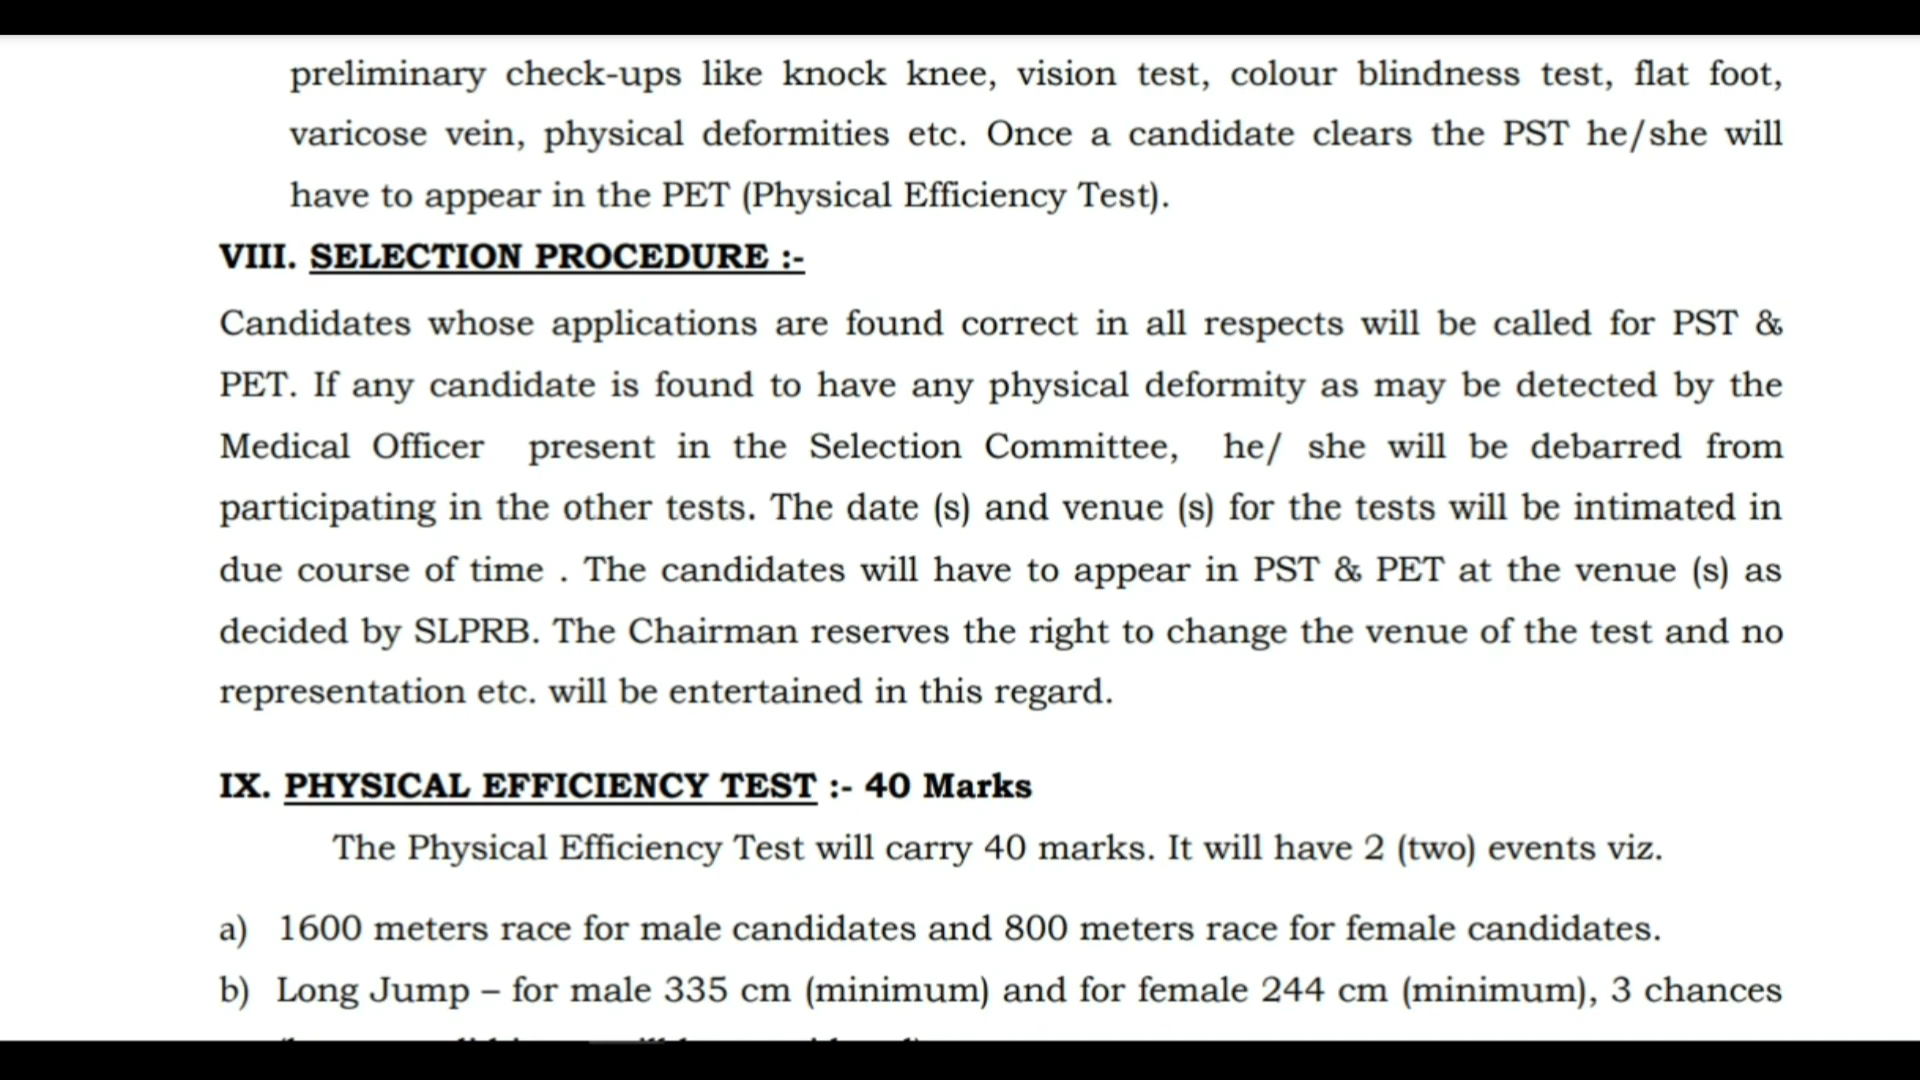 preliminary check-ups like knock knee, vision test, colour blindness test, flat foot,
varicose vein, physical deformities etc. Once a candidate clears the PST he/she will
have to appear in the PET (Physical Efficiency Test).
VIII. SELECTION PROCEDURE :-
Candidates whose applications are found correct in all respects will be called for PST &
PET. If any candidate is found to have any physical deformity as may be detected by the
Medical Officer present in the Selection Committee, he/ she will be debarred from
participating in the other tests. The date (s) and venue (s) for the tests will be intimated in
due course of time . The candidates will have to appear in PST & PET at the venue (s) as
decided by SLPRB. The Chairman reserves the right to change the venue of the test and no
representation etc. will be entertained in this regard.
IX. PHYSICAL EFFICIENCY TEST :- 40 Marks
The Physical Efficiency Test will carry 40 marks. It will have 2 (two) events viz.
a) 1600 meters race for male candidates and 800 meters race for female candidates.
b) Long Jump – for male 335 cm (minimum) and for female 244 cm (minimum), 3 chances